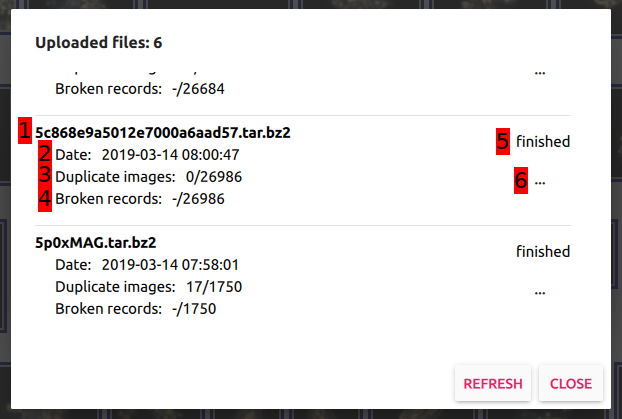 Uploaded files: 6
...
Broken records: -/26684
1 5c868e9a5012e7000a6aad57.tar.bz2
5 finished
2 Date: 2019-03-14 08:00:47
3 Duplicate images: 0/26986
6 ...
4 Broken records: -/26986
5p0xMAG.tar.bz2
finished
Date: 2019-03-14 07:58:01
Duplicate images: 17/1750
...
Broken records: -/1750
REFRESH CLOSE